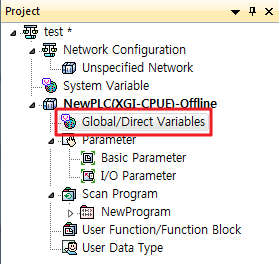 Project
test *
Network Configuration
Unspecified Network
System Variable
NewPLC(XGI-CPUE)-Offline
Global/Direct Variables
Parameter
Basic Parameter
I/O Parameter
Scan Program
NewProgram
User Function/Function Block
User Data Type